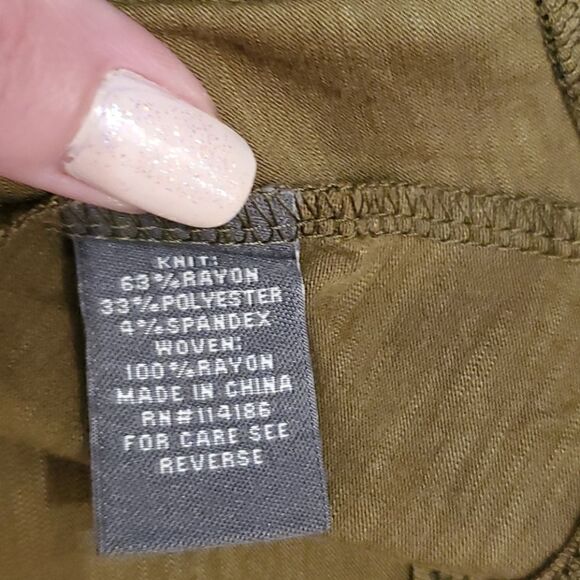 KNIT:
63%RAYON
33%POLYESTER
4%SPANDEX
WOVEN:
100%RAYON
MADE IN CHINA
RN#114186
FOR CARE SEE
REVERSE